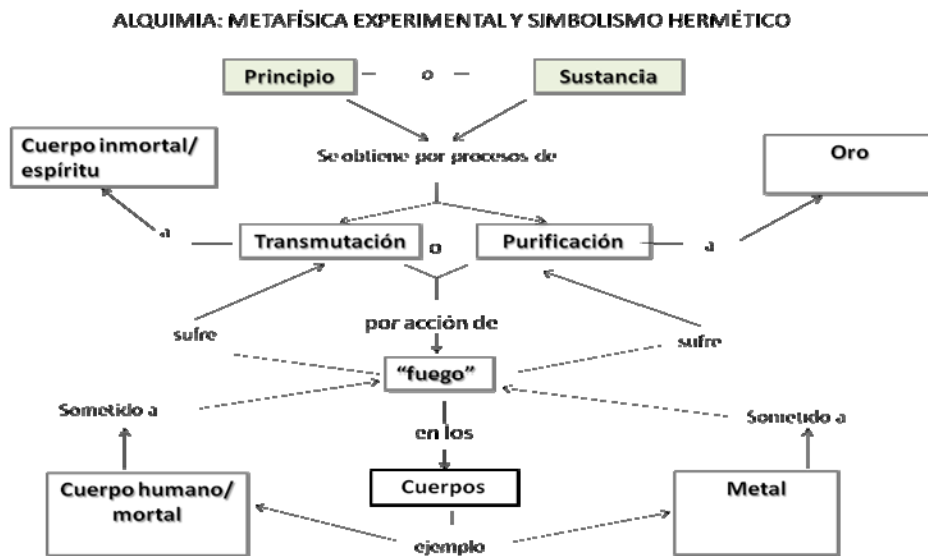 ALQUIMIA: METAFÍSICA EXPERIMENTAL Y SIMBOLISMO HERMÉTICO
Principio
o
Sustancia
Cuerpo inmortal/
espíritu
Se obtiene por procesos de
Oro
a
Transmutación
o
Purificación
a
sufre
por acción de
sufre
“fuego”
Sometido a
en los
Sometido a
Cuerpo humano/
mortal
Cuerpos
Metal
ejemplo